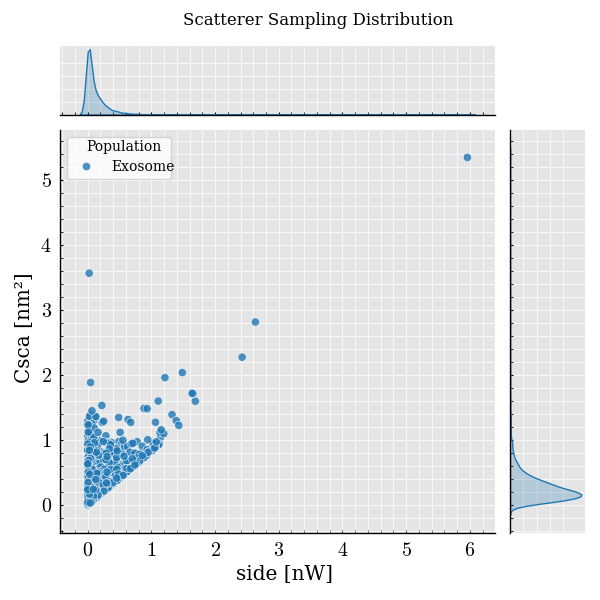 Scatterer Sampling Distribution
Population
Exosome
5
4
3
2
1
0
Csca [nm²]
0 1 2 3 4 5 6
side [nW]